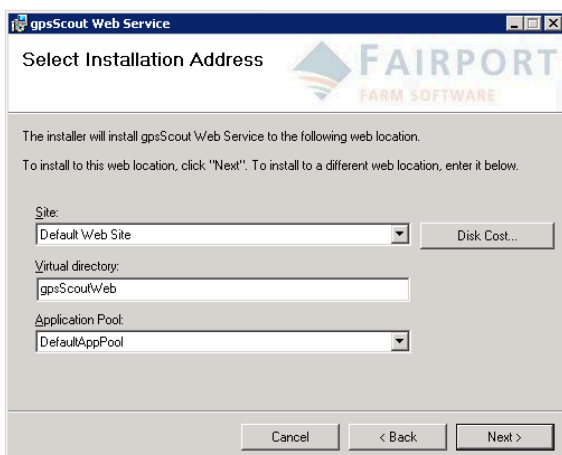 gpsScout Web Service
Select Installation Address
FAIRPORT
FARM SOFTWARE
The installer will install gpsScout Web Service to the following web location.
To install to this web location, click "Next". To install to a different web location, enter it below.
Site:
Default Web Site
Disk Cost...
Virtual directory:
gpsScoutWeb
Application Pool:
DefaultAppPool
Cancel
< Back
Next >